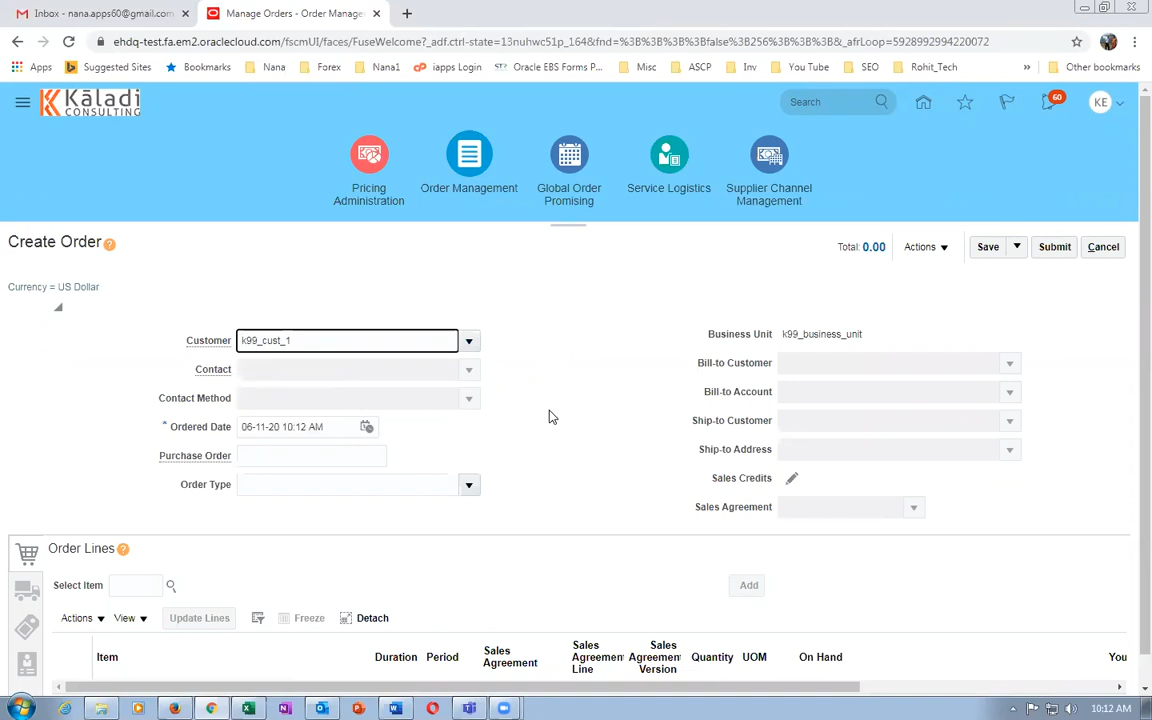 Inbox - nana.apps60@gmail.com
Manage Orders - Order Manage
ehdq-test.fa.em2.oraclecloud.com/fscmUI/faces/FuseWelcome?_adf.ctrl-state=13nuhwc51p_164&fnd=%3B%3B%3B%3Bfalse%3B256%3B%3B%3B&_afrLoop=5928992994220072
Apps Suggested Sites Bookmarks Nana Forex Nana1 iapps Login Oracle EBS Forms P... Misc ASCP Inv You Tube SEO Rohit_Tech » Other bookmarks
Kāladi
CONSULTING
Search
60
KE
Pricing Administration
Order Management
Global Order Promising
Service Logistics
Supplier Channel Management
Create Order
Total: 0.00 Actions Save Submit Cancel
Currency = US Dollar
Customer k99_cust_1
Business Unit k99_business_unit
Contact
Bill-to Customer
Contact Method
Bill-to Account
* Ordered Date 06-11-20 10:12 AM
Ship-to Customer
Purchase Order
Ship-to Address
Order Type
Sales Credits
Sales Agreement
Order Lines
Select Item
Add
Actions View Update Lines Freeze Detach
Item Duration Period Sales Agreement Sales Agreement Line Sales Agreement Version Quantity UOM On Hand You
10:12 AM